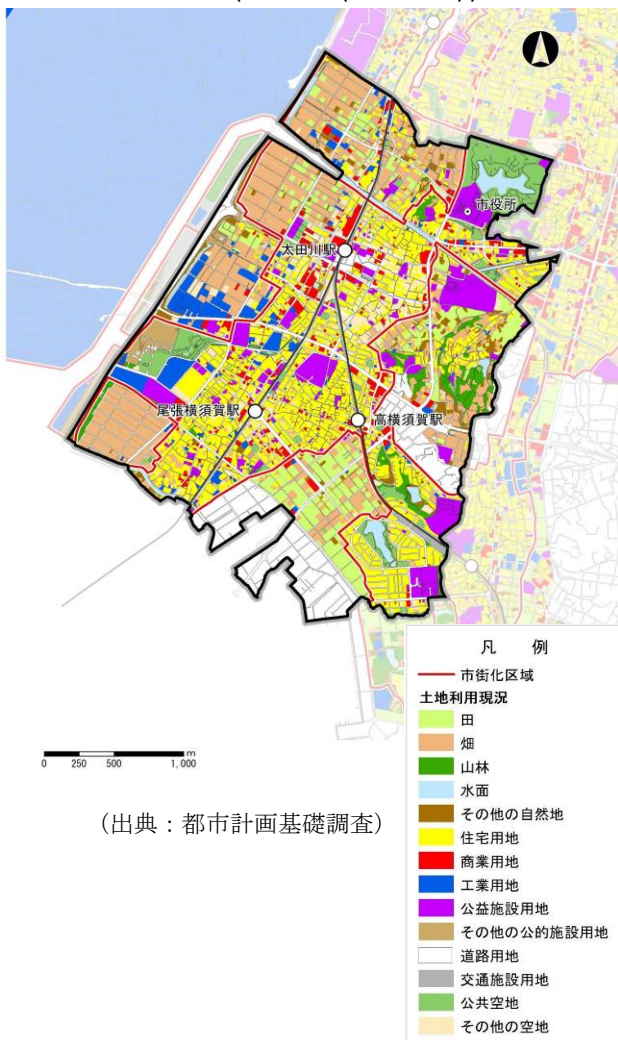 市役所
太田川駅
尾張横須賀駅
高横須賀駅
凡 例
市街化区域
土地利用現況
田
畑
山林
水面
その他の自然地
住宅用地
商業用地
工業用地
公益施設用地
その他の公的施設用地
道路用地
交通施設用地
公共空地
その他の空地
m
0 250 500 1,000
（出典：都市計画基礎調査）